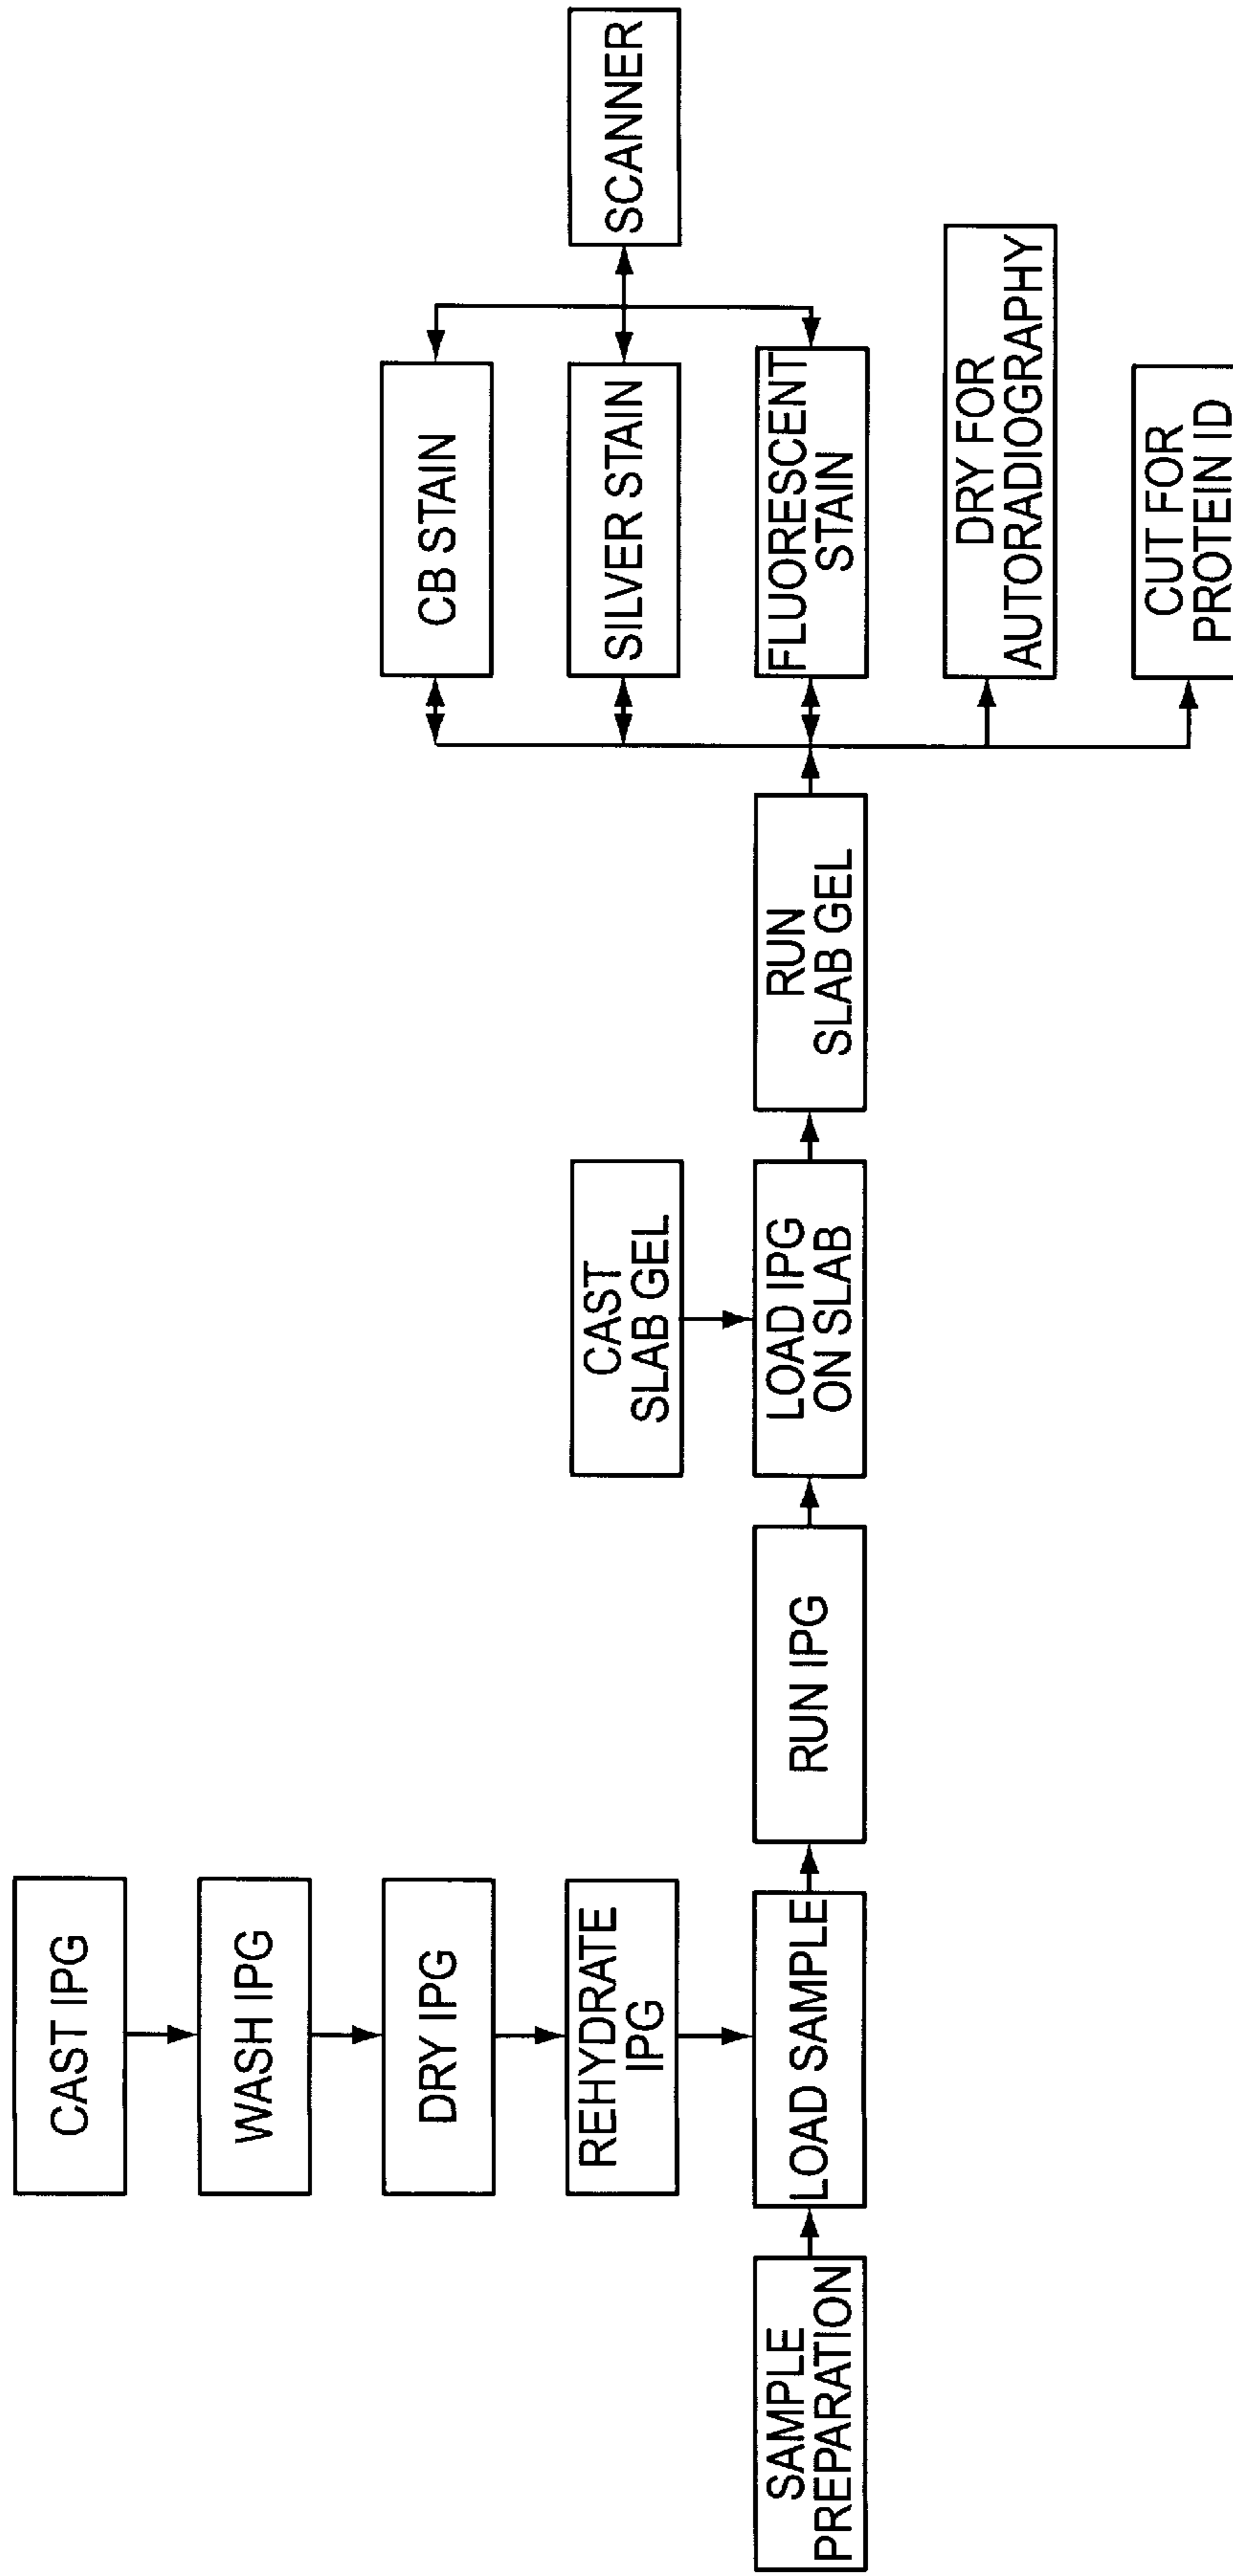 CAST IPG
WASH IPG
DRY IPG
REHYDRATE
IPG
SAMPLE
PREPARATION
LOAD SAMPLE
RUN IPG
CAST
SLAB GEL
LOAD IPG
ON SLAB
RUN
SLAB GEL
CB STAIN
SILVER STAIN
FLUORESCENT
STAIN
DRY FOR
AUTORADIOGRAPHY
CUT FOR
PROTEIN ID
SCANNER